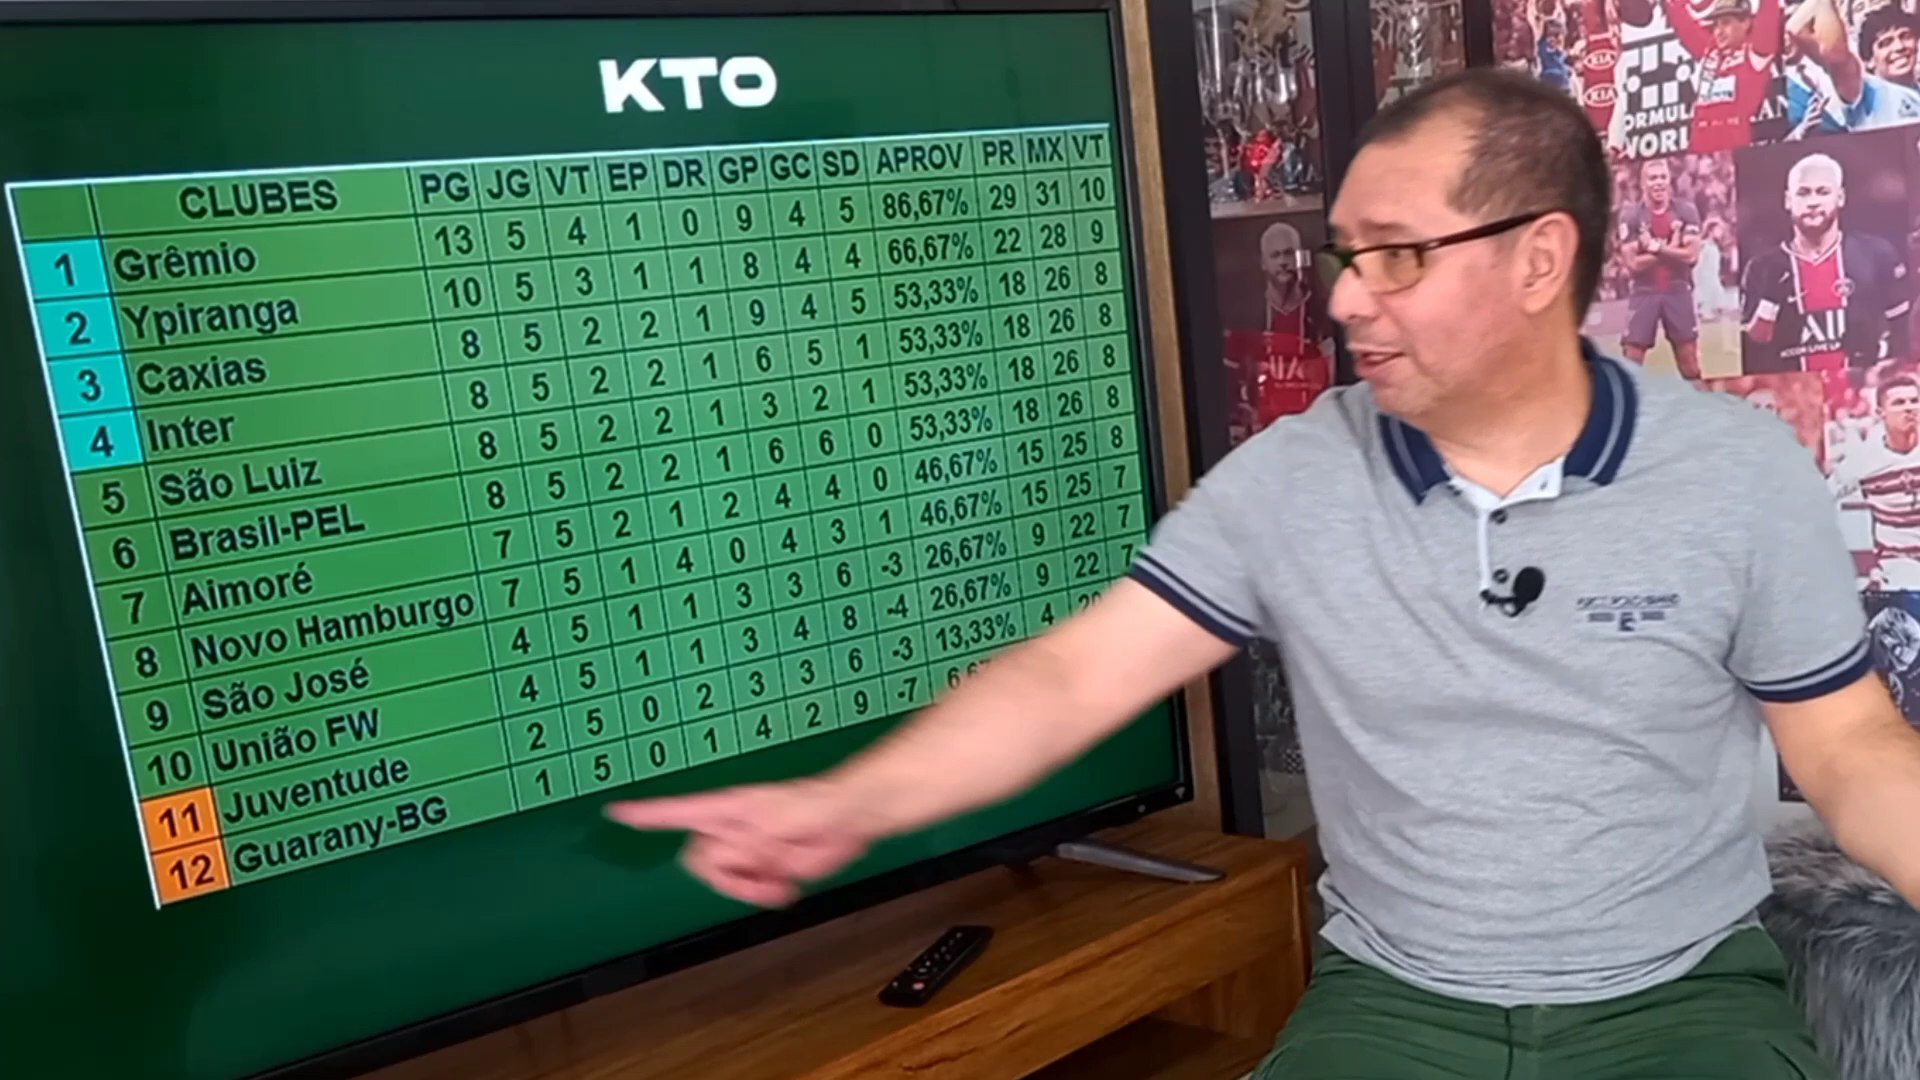 KTO
CLUBES PG JG VT EP DR GP GC SD APROV PR MX VT
1 Grêmio 13 5 4 1 0 9 4 5 86,67% 29 31 10
2 Ypiranga 10 5 3 1 1 8 4 4 66,67% 22 28 9
3 Caxias 8 5 2 2 1 9 4 5 53,33% 18 26 8
4 Inter 8 5 2 2 1 6 5 1 53,33% 18 26 8
5 São Luiz 8 5 2 2 1 3 2 1 53,33% 18 26 8
6 Brasil-PEL 8 5 2 2 1 6 6 0 53,33% 18 26 8
7 Aimoré 7 5 2 1 2 4 4 0 46,67% 15 25 8
8 Novo Hamburgo 7 5 1 4 0 4 3 1 46,67% 15 25 7
9 São José 4 5 1 1 3 3 6 -3 26,67% 9 22 7
10 União FW 4 5 1 1 3 4 8 -4 26,67% 9 22 7
11 Juventude 2 5 0 2 3 3 6 -3 13,33% 4 20
12 Guarany-BG 1 5 0 1 4 2 9 -7
KIA
KIA
ORMUL
WORL
ALL